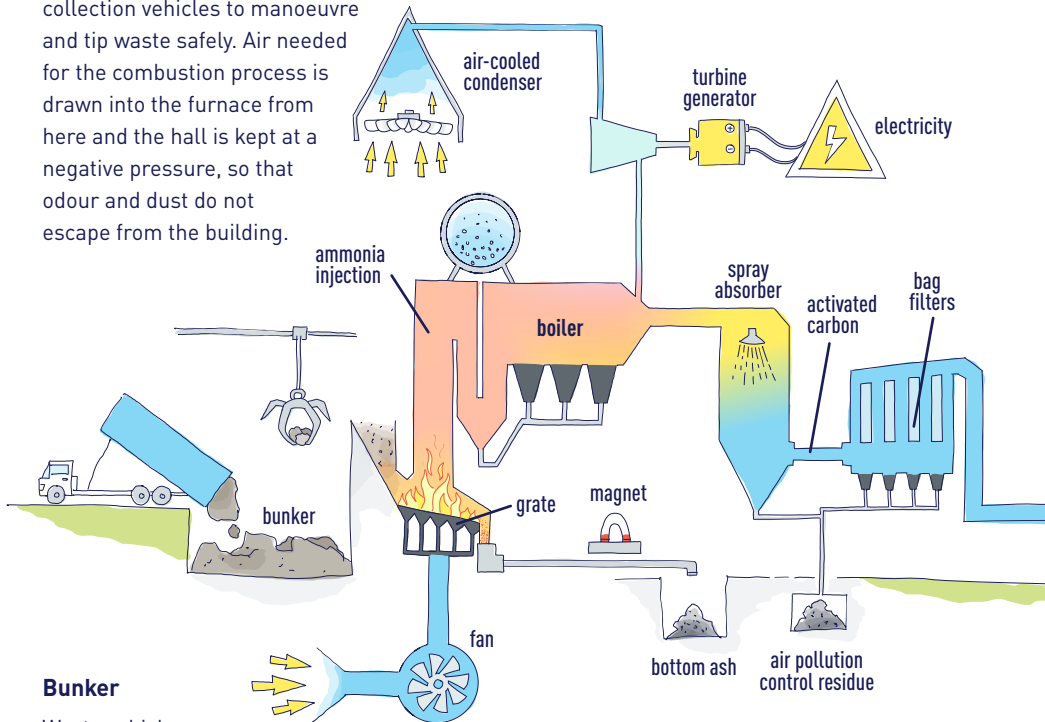 collection vehicles to manoeuvre
and tip waste safely. Air needed
for the combustion process is
drawn into the furnace from
here and the hall is kept at a
negative pressure, so that
odour and dust do not
escape from the building.
air-cooled
condenser
turbine
generator
electricity
ammonia
injection
boiler
spray
absorber
activated
carbon
bag
filters
bunker
grate
magnet
fan
bottom ash
air pollution
control residue
Bunker